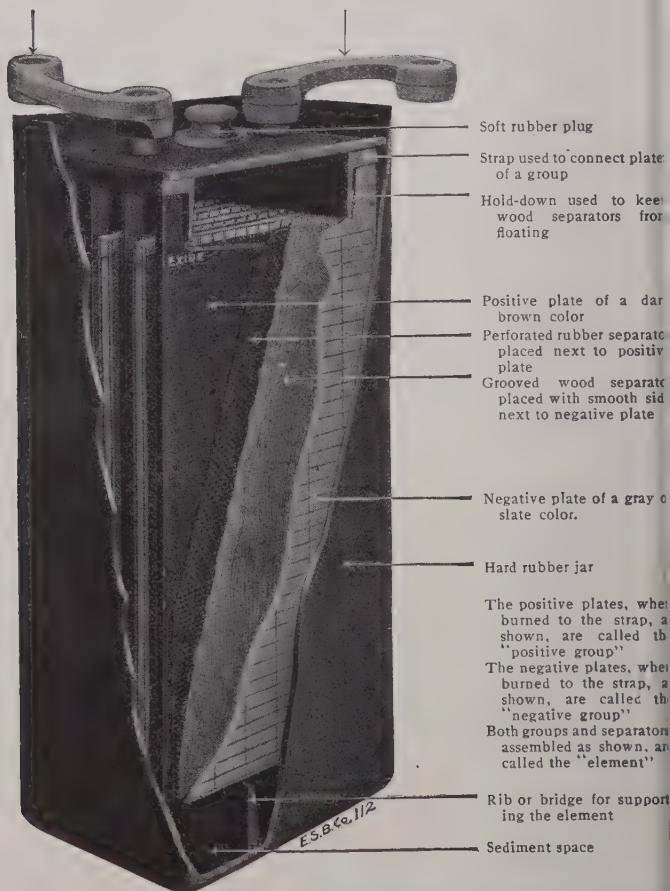 Soft rubber plug
Strap used to connect plate
of a group
Hold-down used to kee
wood separators fro
floating
EXIDE
Positive plate of a dar
brown color
Perforated rubber separato
placed next to positiv
plate
Grooved wood separato
placed with smooth sid
next to negative plate
Negative plate of a gray o
slate color.
Hard rubber jar
The positive plates, whe
burned to the strap, a
shown, are called th
"positive group"
The negative plates, whe
burned to the strap, a
shown, are called th
"negative group"
Both groups and separators
assembled as shown, ar
called the "element"
Rib or bridge for support
ing the element
E.S.B.Co. 112
Sediment space